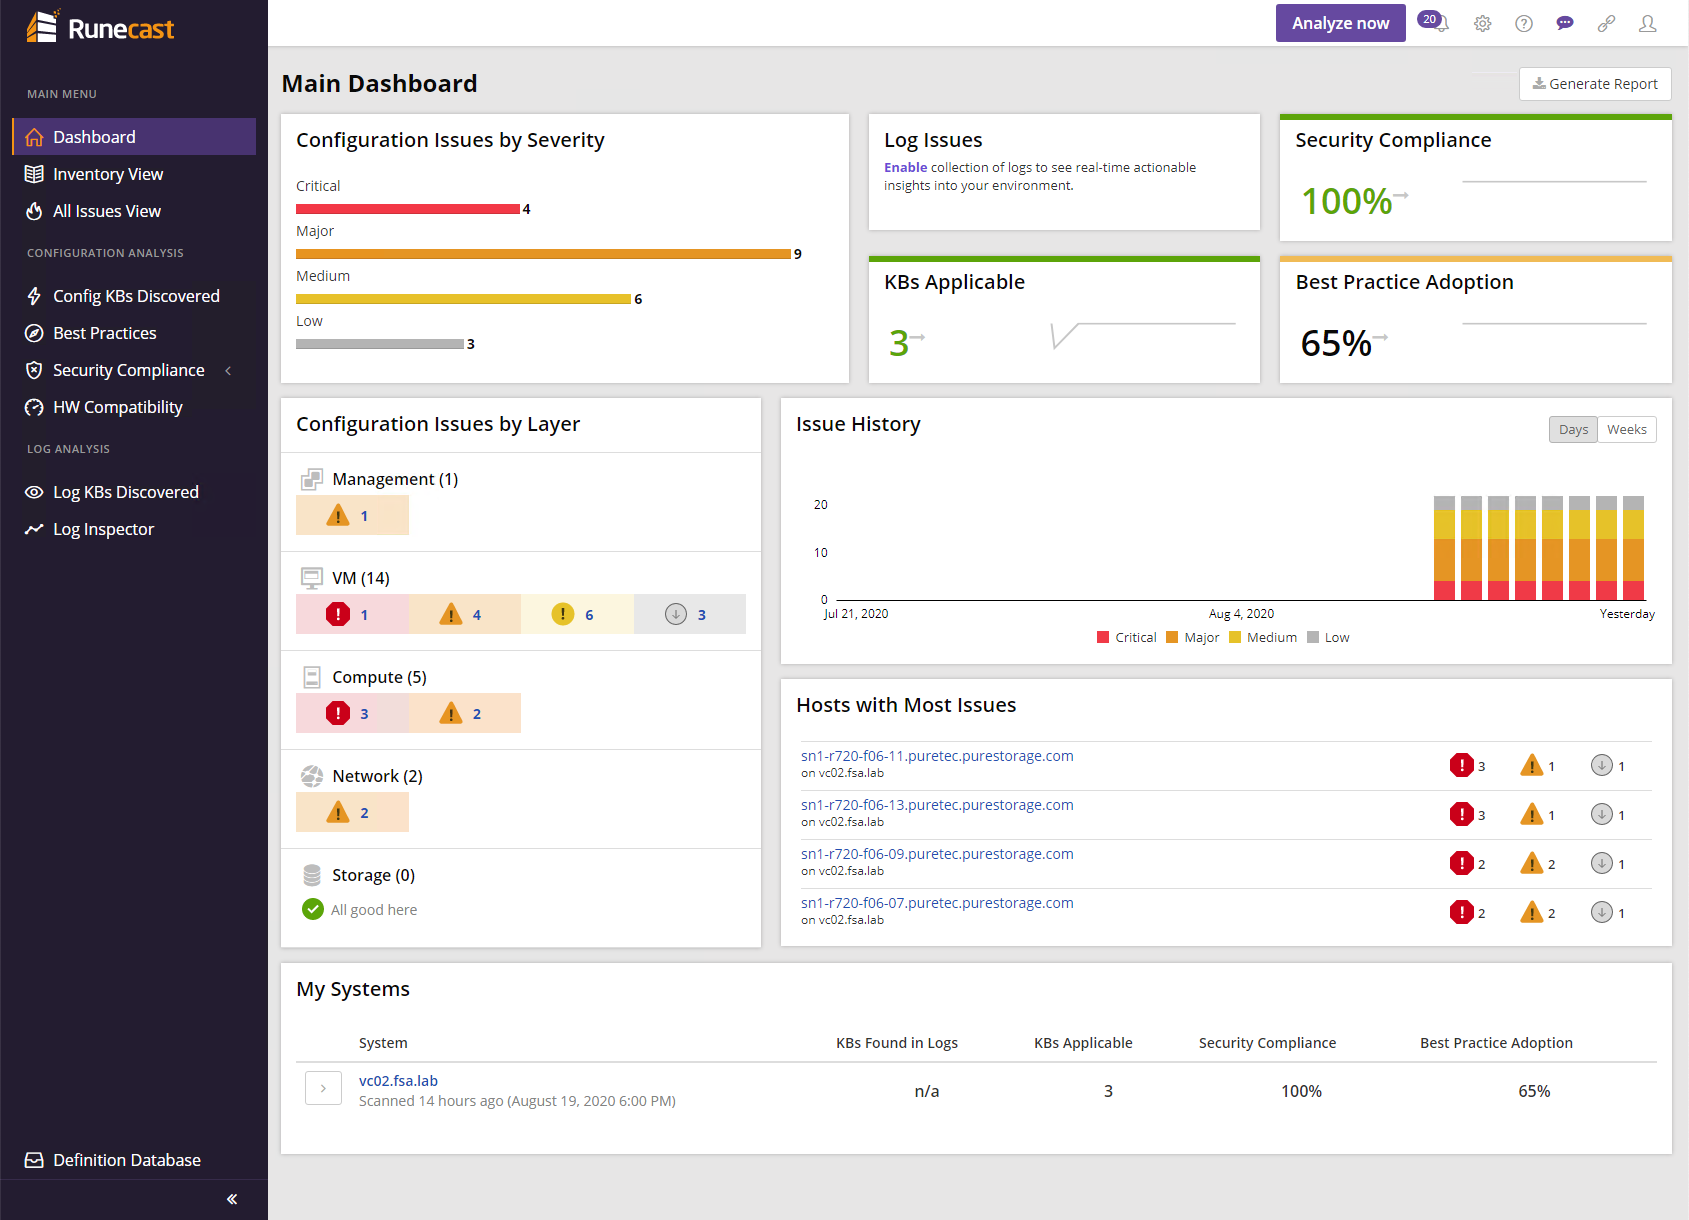 Runecast
MAIN MENU
Dashboard
Inventory View
All Issues View
CONFIGURATION ANALYSIS
Config KBs Discovered
Best Practices
Security Compliance
HW Compatibility
LOG ANALYSIS
Log KBs Discovered
Log Inspector
Definition Database
Analyze now
20
Main Dashboard
Generate Report
Configuration Issues by Severity
Critical
4
Major
9
Medium
6
Low
3
Log Issues
Enable collection of logs to see real-time actionable
insights into your environment.
Security Compliance
100%
KBs Applicable
3
Best Practice Adoption
65%
Configuration Issues by Layer
Management (1)
1
VM (14)
1 4 6 3
Compute (5)
3 2
Network (2)
2
Storage (0)
All good here
Issue History
Days Weeks
20
10
0
Jul 21, 2020 Aug 4, 2020 Yesterday
Critical Major Medium Low
Hosts with Most Issues
sn1-r720-f06-11.puretec.purestorage.com
on vc02.fsa.lab
3 1 1
sn1-r720-f06-13.puretec.purestorage.com
on vc02.fsa.lab
3 1 1
sn1-r720-f06-09.puretec.purestorage.com
on vc02.fsa.lab
2 2 1
sn1-r720-f06-07.puretec.purestorage.com
on vc02.fsa.lab
2 2 1
My Systems
System KBs Found in Logs KBs Applicable Security Compliance Best Practice Adoption
vc02.fsa.lab
Scanned 14 hours ago (August 19, 2020 6:00 PM)
n/a 3 100% 65%